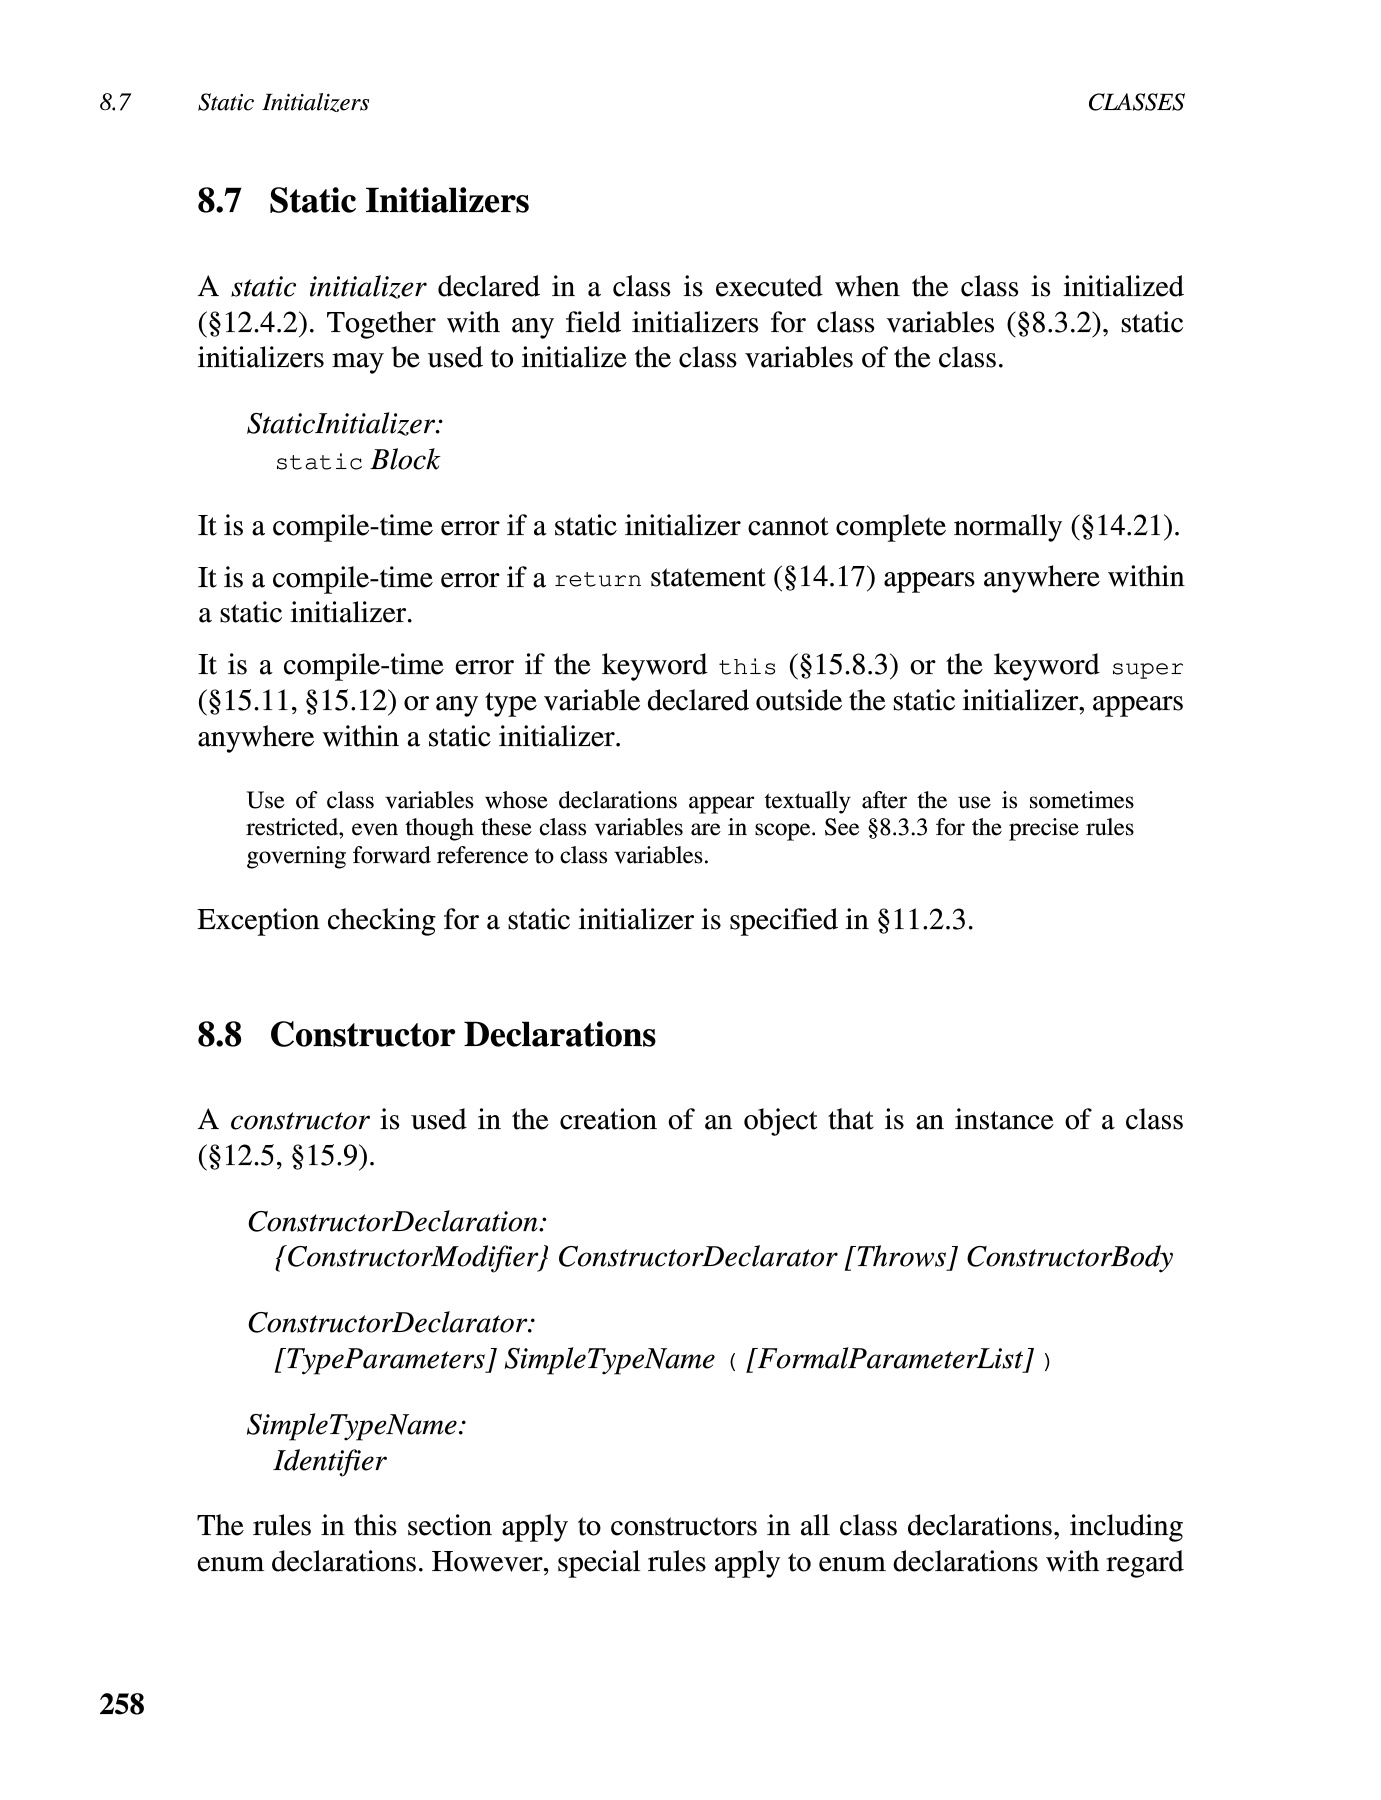 8.7 Static Initializers CLASSES
8.7 Static Initializers
A static initializer declared in a class is executed when the class is initialized
(§12.4.2). Together with any field initializers for class variables (§8.3.2), static
initializers may be used to initialize the class variables of the class.
StaticInitializer:
static Block
It is a compile-time error if a static initializer cannot complete normally (§14.21).
It is a compile-time error if a return statement (§14.17) appears anywhere within
a static initializer.
It is a compile-time error if the keyword this (§15.8.3) or the keyword super
(§15.11, §15.12) or any type variable declared outside the static initializer, appears
anywhere within a static initializer.
Use of class variables whose declarations appear textually after the use is sometimes
restricted, even though these class variables are in scope. See §8.3.3 for the precise rules
governing forward reference to class variables.
Exception checking for a static initializer is specified in §11.2.3.
8.8 Constructor Declarations
A constructor is used in the creation of an object that is an instance of a class
(§12.5, §15.9).
ConstructorDeclaration:
{ConstructorModifier} ConstructorDeclarator [Throws] ConstructorBody
ConstructorDeclarator:
[TypeParameters] SimpleTypeName ( [FormalParameterList] )
SimpleTypeName:
Identifier
The rules in this section apply to constructors in all class declarations, including
enum declarations. However, special rules apply to enum declarations with regard
258